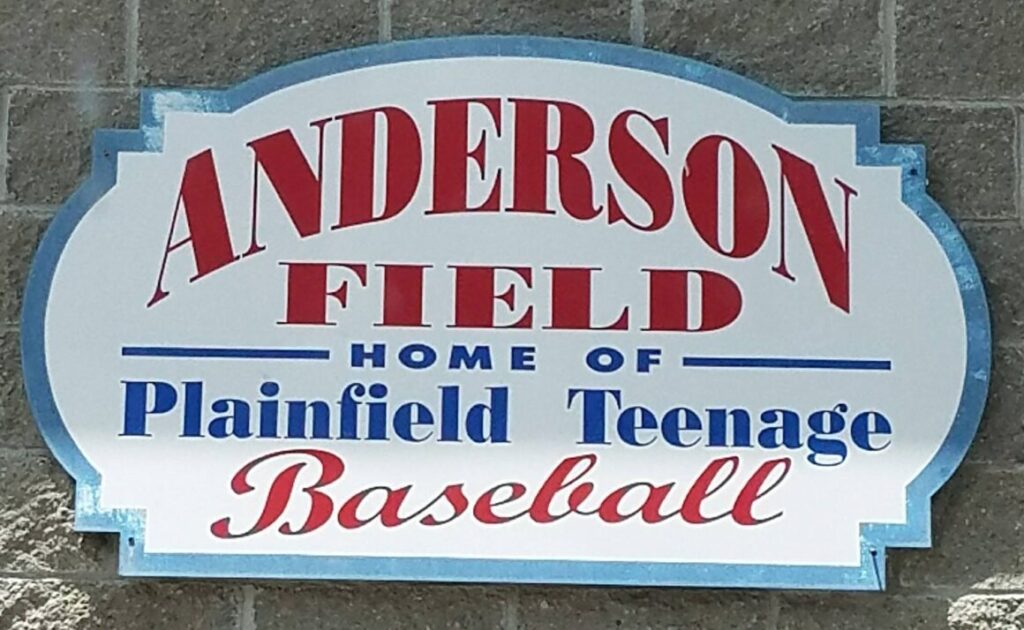 ANDERSON
FIELD
HOME OF
Plainfield Teenage
Baseball